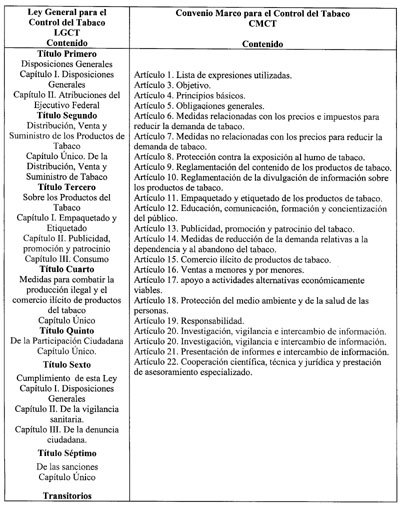 Ley General para el
Control del Tabaco
LGCT
Contenido
Convenio Marco para el Control del Tabaco
CMCT
Contenido
Título Primero
Disposiciones Generales
Capítulo I. Disposiciones
Generales
Capítulo II. Atribuciones del
Ejecutivo Federal
Título Segundo
Distribución, Venta y
Suministro de los Productos de
Tabaco
Capítulo Único. De la
Distribución, Venta y
Suministro de Tabaco
Título Tercero
Sobre los Productos del
Tabaco
Capítulo I. Empaquetado y
Etiquetado
Capítulo II. Publicidad,
promoción y patrocinio
Capítulo III. Consumo
Título Cuarto
Medidas para combatir la
producción ilegal y el
comercio ilícito de productos
del tabaco
Capítulo Único
Título Quinto
De la Participación Ciudadana
Capítulo Único.
Título Sexto
Cumplimiento de esta Ley
Capítulo I. Disposiciones
Generales
Capítulo II. De la vigilancia
sanitaria.
Capítulo III. De la denuncia
ciudadana.
Título Séptimo
De las sanciones
Capítulo Único
Transitorios
Artículo 1. Lista de expresiones utilizadas.
Artículo 3. Objetivo.
Artículo 4. Principios básicos.
Artículo 5. Obligaciones generales.
Artículo 6. Medidas relacionadas con los precios e impuestos para
reducir la demanda de tabaco.
Artículo 7. Medidas no relacionadas con los precios para reducir la
demanda de tabaco.
Artículo 8. Protección contra la exposición al humo de tabaco.
Artículo 9. Reglamentación del contenido de los productos de tabaco.
Artículo 10. Reglamentación de la divulgación de información sobre
los productos de tabaco.
Artículo 11. Empaquetado y etiquetado de los productos de tabaco.
Artículo 12. Educación, comunicación, formación y concientización
del público.
Artículo 13. Publicidad, promoción y patrocinio del tabaco.
Artículo 14. Medidas de reducción de la demanda relativas a la
dependencia y al abandono del tabaco.
Artículo 15. Comercio ilícito de productos de tabaco.
Artículo 16. Ventas a menores y por menores.
Artículo 17. apoyo a actividades alternativas económicamente
viables.
Artículo 18. Protección del medio ambiente y de la salud de las
personas.
Artículo 19. Responsabilidad.
Artículo 20. Investigación, vigilancia e intercambio de información.
Artículo 20. Investigación, vigilancia e intercambio de información.
Artículo 21. Presentación de informes e intercambio de información.
Artículo 22. Cooperación científica, técnica y jurídica y prestación
de asesoramiento especializado.